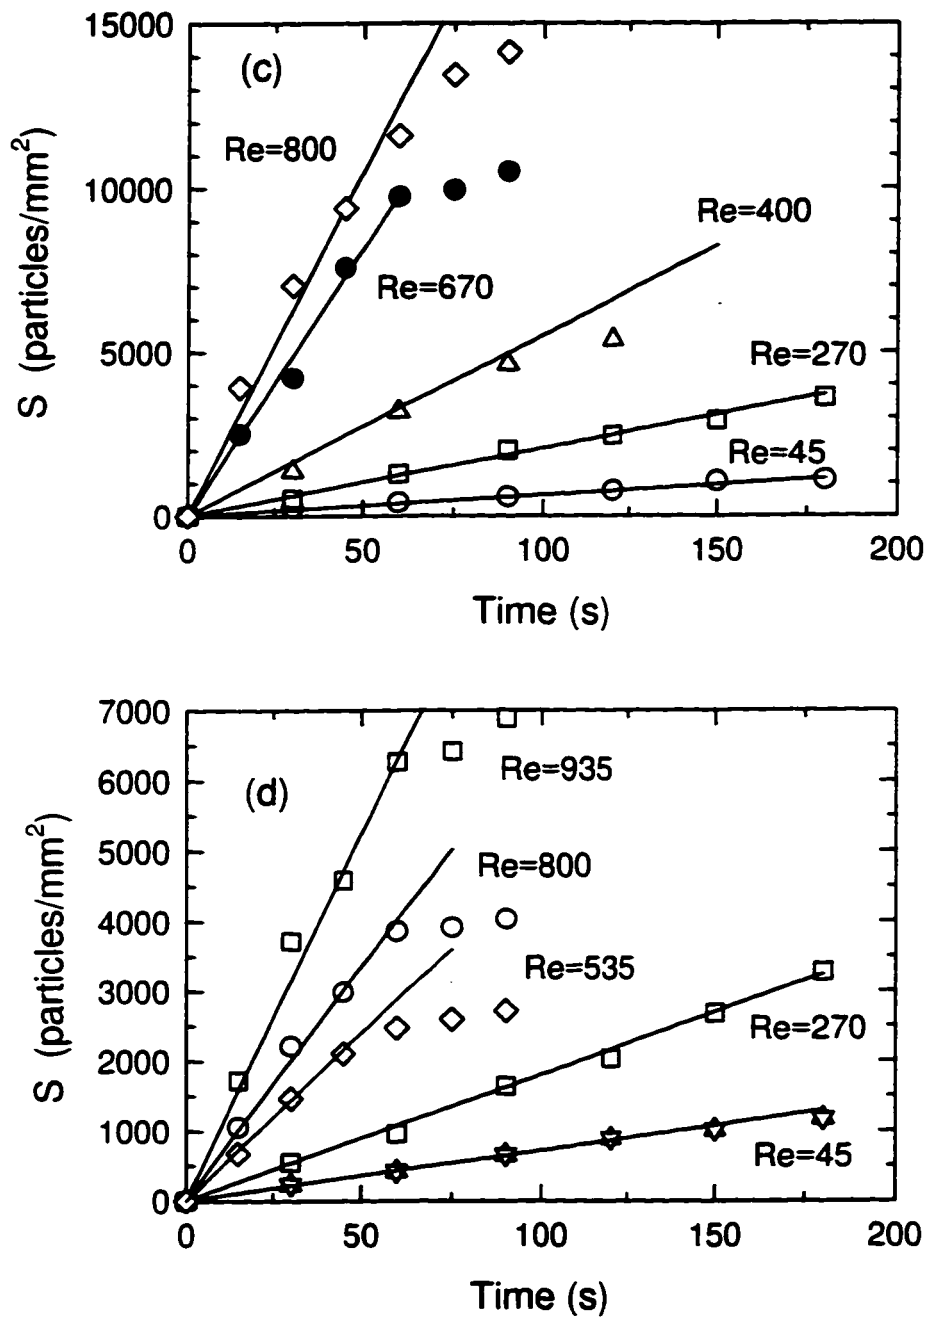 15000
(c)
Re=800
10000
Re=400
Re=670
5000
Re=270
Re=45
0
0 50 100 150 200
S (particles/mm²)
Time (s)
7000
6000
Re=935
(d)
5000
Re=800
4000
Re=535
3000
Re=270
2000
1000
Re=45
0
0 50 100 150 200
S (particles/mm²)
Time (s)